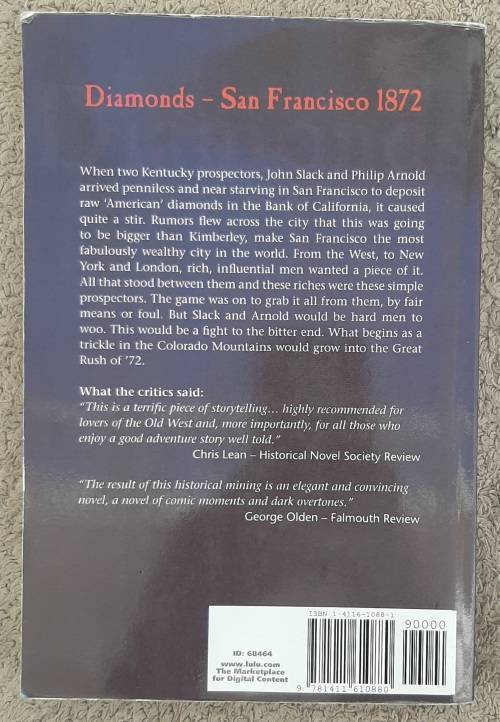 Diamonds – San Francisco 1872
When two Kentucky prospectors, John Slack and Philip Arnold
arrived penniless and near starving in San Francisco to deposit
raw ‘American’ diamonds in the Bank of California, it caused
quite a stir. Rumors flew across the city that this was going
to be bigger than Kimberley, make San Francisco the most
fabulously wealthy city in the world. From the West, to New
York and London, rich, influential men wanted a piece of it.
All that stood between them and these riches were these simple
prospectors. The game was on to grab it all from them, by fair
means or foul. But Slack and Arnold would be hard men to
woo. This would be a fight to the bitter end. What begins as a
trickle in the Colorado Mountains would grow into the Great
Rush of ’72.
What the critics said:
“This is a terrific piece of storytelling… highly recommended for
lovers of the Old West and, more importantly, for all those who
enjoy a good adventure story well told.”
Chris Lean – Historical Novel Society Review
“The result of this historical mining is an elegant and convincing
novel, a novel of comic moments and dark overtones.”
George Olden – Falmouth Review
ISBN 1-4116-1088-1
90000
ID: 68464
www.lulu.com
The Marketplace
for Digital Content
9 781411 610880